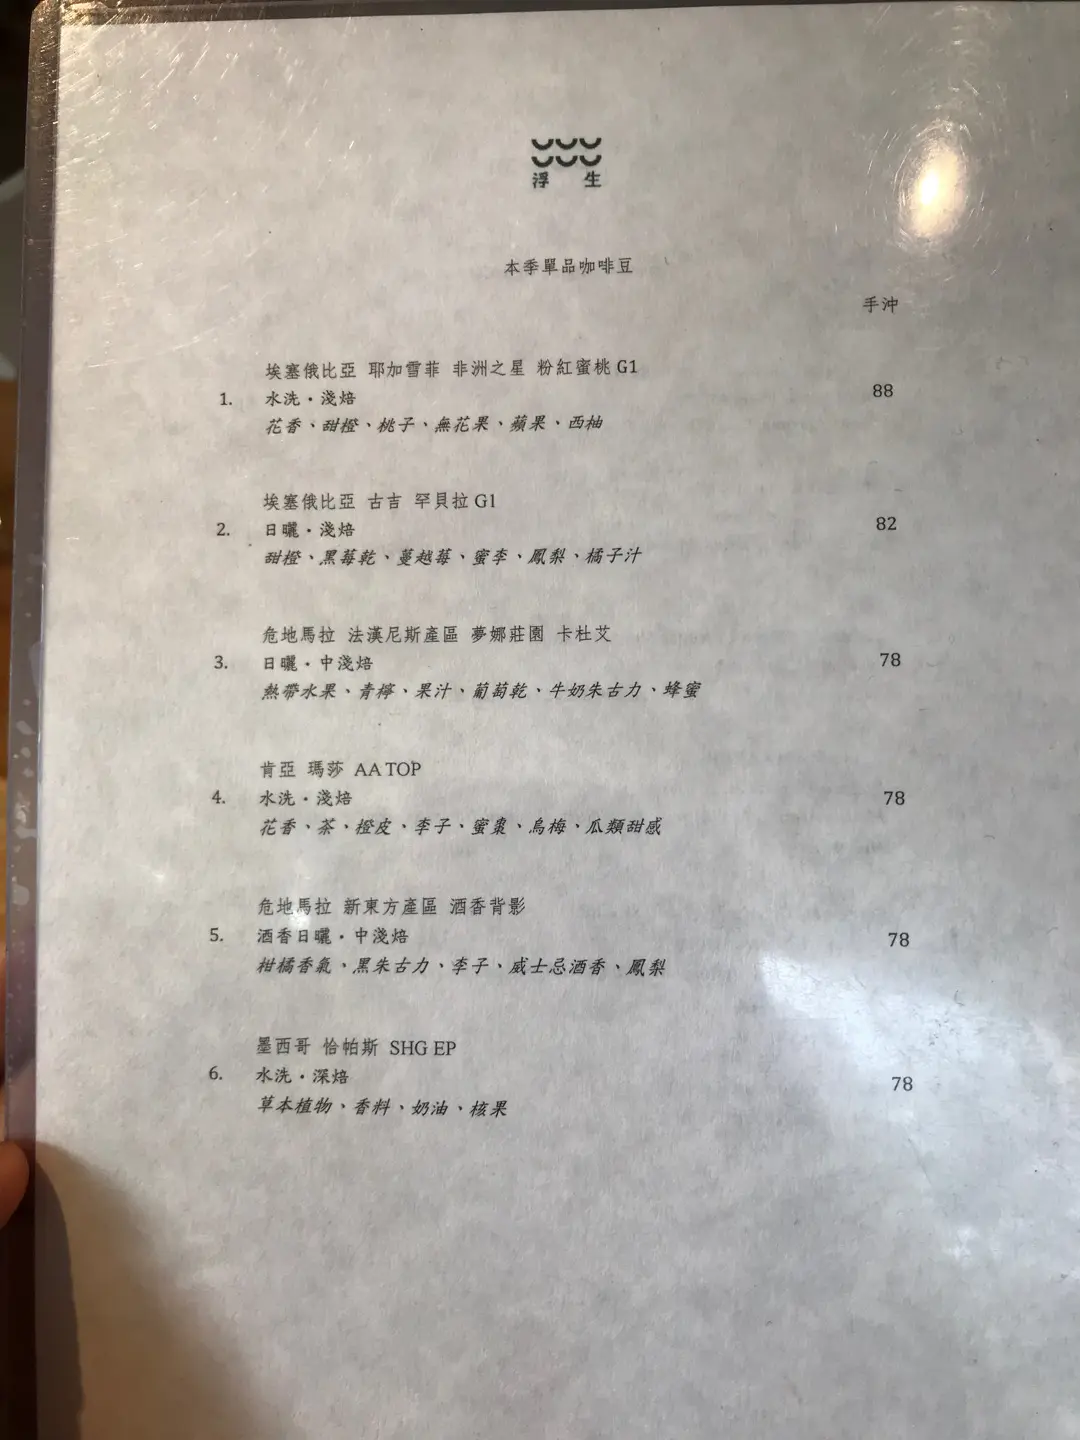 浮 生
本季單品咖啡豆
手沖
埃塞俄比亞 耶加雪菲 非洲之星 粉紅蜜桃 G1
1. 水洗・淺焙 88
花香、甜橙、桃子、無花果、蘋果、西柚
埃塞俄比亞 古吉 罕貝拉 G1
2. 日曬・淺焙 82
甜橙、黑莓乾、蔓越莓、蜜李、鳳梨、橘子汁
危地馬拉 法漢尼斯產區 夢娜莊園 卡杜艾
3. 日曬・中淺焙 78
熱帶水果、青檸、果汁、葡萄乾、牛奶朱古力、蜂蜜
肯亞 瑪莎 AA TOP
4. 水洗・淺焙 78
花香、茶、橙皮、李子、蜜棗、烏梅、瓜類甜感
危地馬拉 新東方產區 酒香背影
5. 酒香日曬・中淺焙 78
柑橘香氣、黑朱古力、李子、威士忌酒香、鳳梨
墨西哥 恰帕斯 SHG EP
6. 水洗・深焙 78
草本植物、香料、奶油、核果